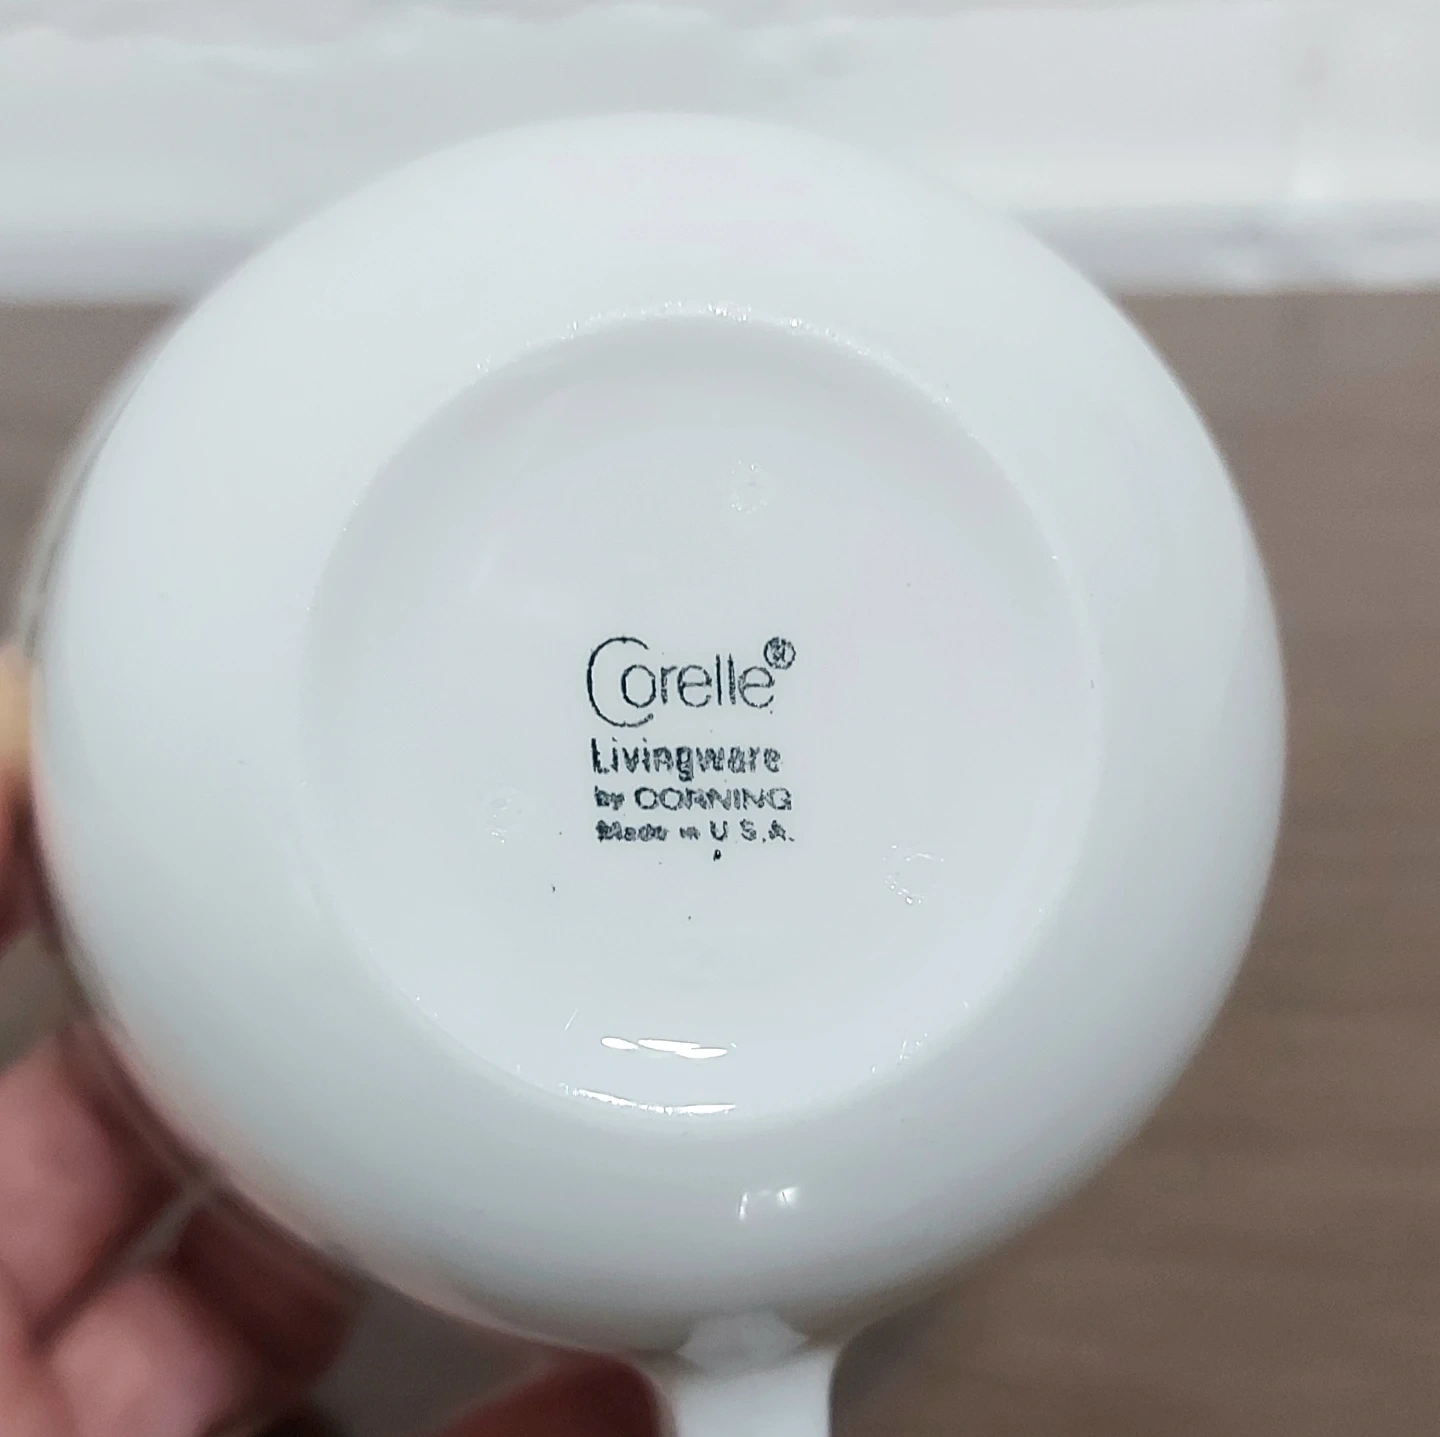 Corelle®
Livingware
by CORNING
Made in U.S.A.